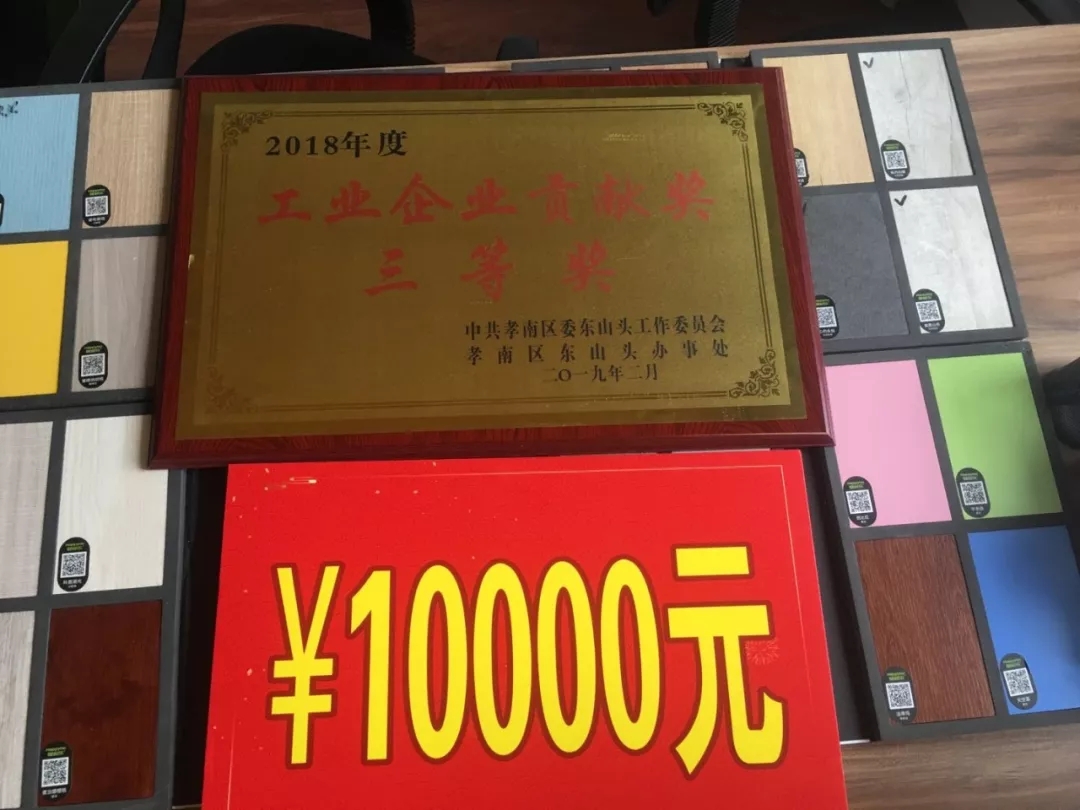 2018年度
工业企业贡献奖
三等奖
中共孝南区委东山头工作委员会
孝南区东山头办事处
二〇一九年二月
¥10000元